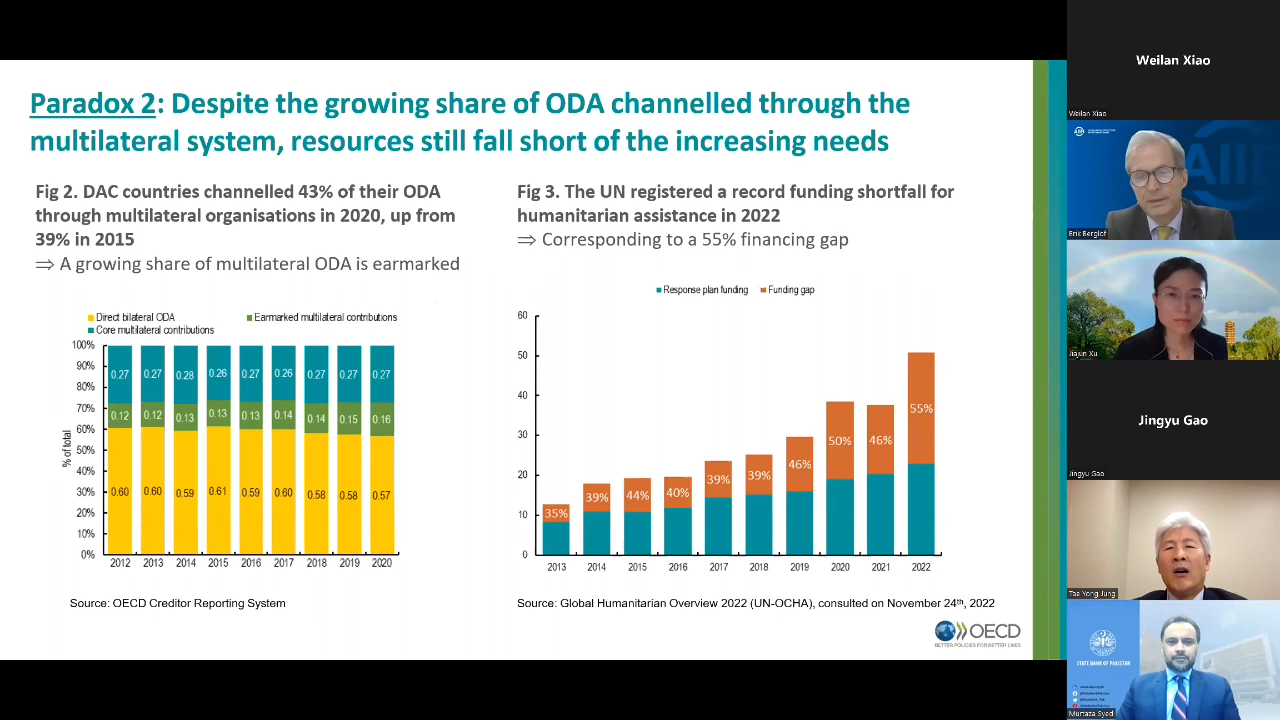 Paradox 2: Despite the growing share of ODA channelled through the
multilateral system, resources still fall short of the increasing needs
Fig 2. DAC countries channelled 43% of their ODA
through multilateral organisations in 2020, up from
39% in 2015
⇒ A growing share of multilateral ODA is earmarked
Direct bilateral ODA
Earmarked multilateral contributions
Core multilateral contributions
% of total
100%
90%
80%
70%
60%
50%
40%
30%
20%
10%
0%
0.27 0.27 0.28 0.26 0.27 0.26 0.27 0.27 0.27
0.12 0.12 0.13 0.13 0.13 0.14 0.14 0.15 0.16
0.60 0.60 0.59 0.61 0.59 0.60 0.58 0.58 0.57
2012 2013 2014 2015 2016 2017 2018 2019 2020
Source: OECD Creditor Reporting System
Fig 3. The UN registered a record funding shortfall for
humanitarian assistance in 2022
⇒ Corresponding to a 55% financing gap
Response plan funding
Funding gap
60
50
40
30
20
10
0
35% 39% 44% 40% 39% 39% 46% 50% 46% 55%
2013 2014 2015 2016 2017 2018 2019 2020 2021 2022
Source: Global Humanitarian Overview 2022 (UN-OCHA), consulted on November 24th, 2022
OECD
BETTER POLICIES FOR BETTER LIVES
Weilan Xiao
Weilan Xiao
AIIB
Erik Berglof
Jiajun Xu
Jingyu Gao
Jingyu Gao
Tae Yong Jung
STATE BANK OF PAKISTAN
Murtaza Syed